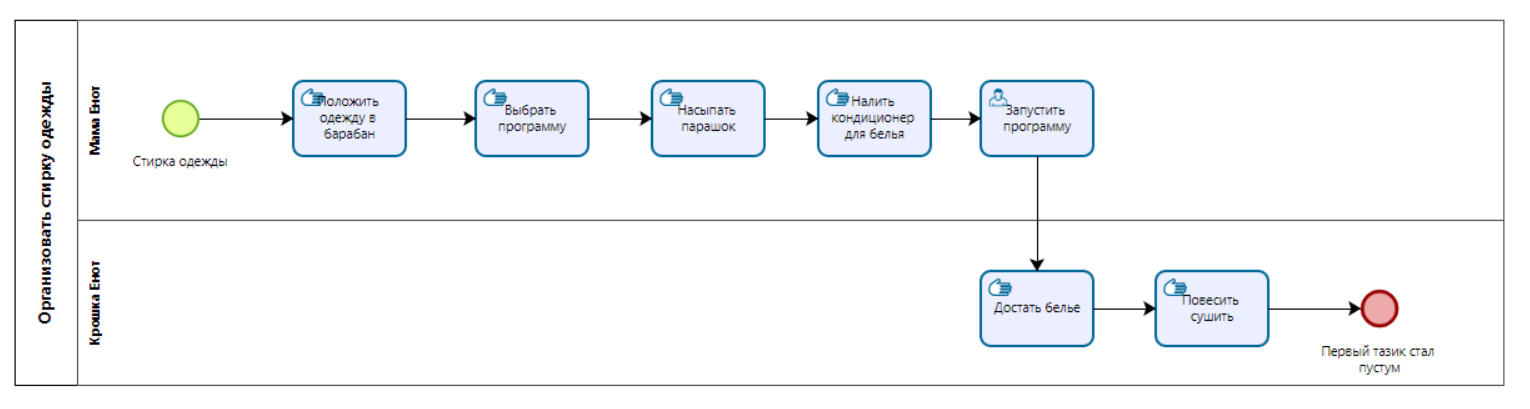 Организовать стирку одежды
Мама Енот
Стирка одежды
Положить
одежду в
барабан
Выбрать
программу
Насыпать
парашок
Налить
кондиционер
для белья
Запустить
программу
Крошка Енот
Достать белье
Повесить
сушить
Первый тазик стал
пустум